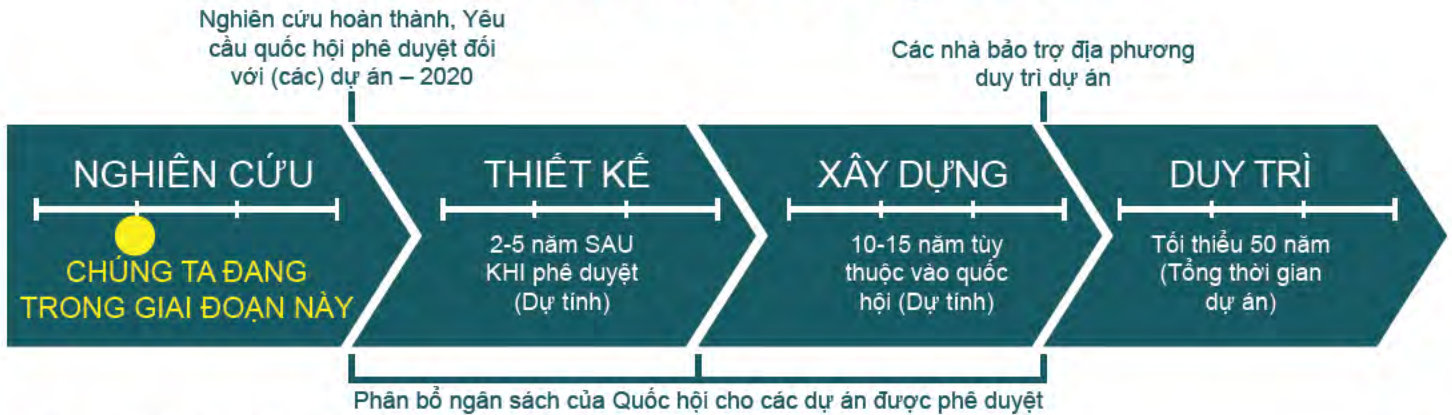 Nghiên cứu hoàn thành, Yêu
cầu quốc hội phê duyệt đối
với (các) dự án – 2020
Các nhà bảo trợ địa phương
duy trì dự án
NGHIÊN CỨU
CHÚNG TA ĐANG
TRONG GIAI ĐOẠN NÀY
THIẾT KẾ
2-5 năm SAU
KHI phê duyệt
(Dự tính)
XÂY DỰNG
10-15 năm tùy
thuộc vào quốc
hội (Dự tính)
DUY TRÌ
Tối thiểu 50 năm
(Tổng thời gian
dự án)
Phân bổ ngân sách của Quốc hội cho các dự án được phê duyệt